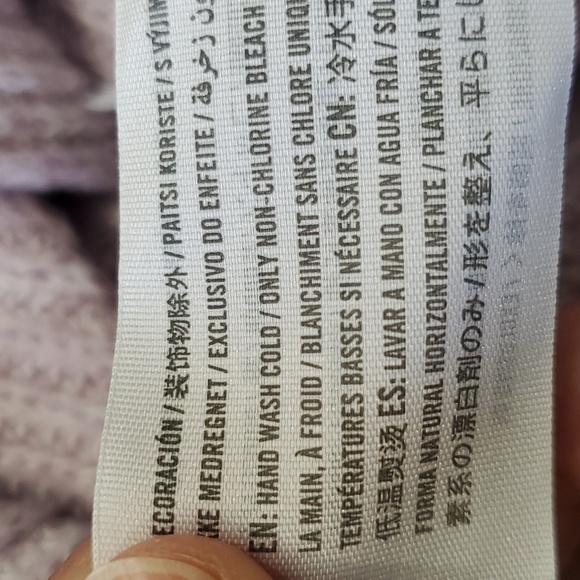 ECORACIÓN / 装饰物除外 / PAITSI KORISTE / S VÝJIM
KE MEDREGNET / EXCLUSIVO DO ENFEITE /
EN: HAND WASH COLD / ONLY NON-CHLORINE BLEACH
LA MAIN, À FROID / BLANCHIMENT SANS CHLORE UNIQ
TEMPÉRATURES BASSES SI NÉCESSAIRE CN: 冷水手
低温熨烫 ES: LAVAR A MANO CON AGUA FRÍA / SÓL
FORMA NATURAL HORIZONTALMENTE / PLANCHAR A TE
素系の漂白剤のみ / 形を整え、平らにし